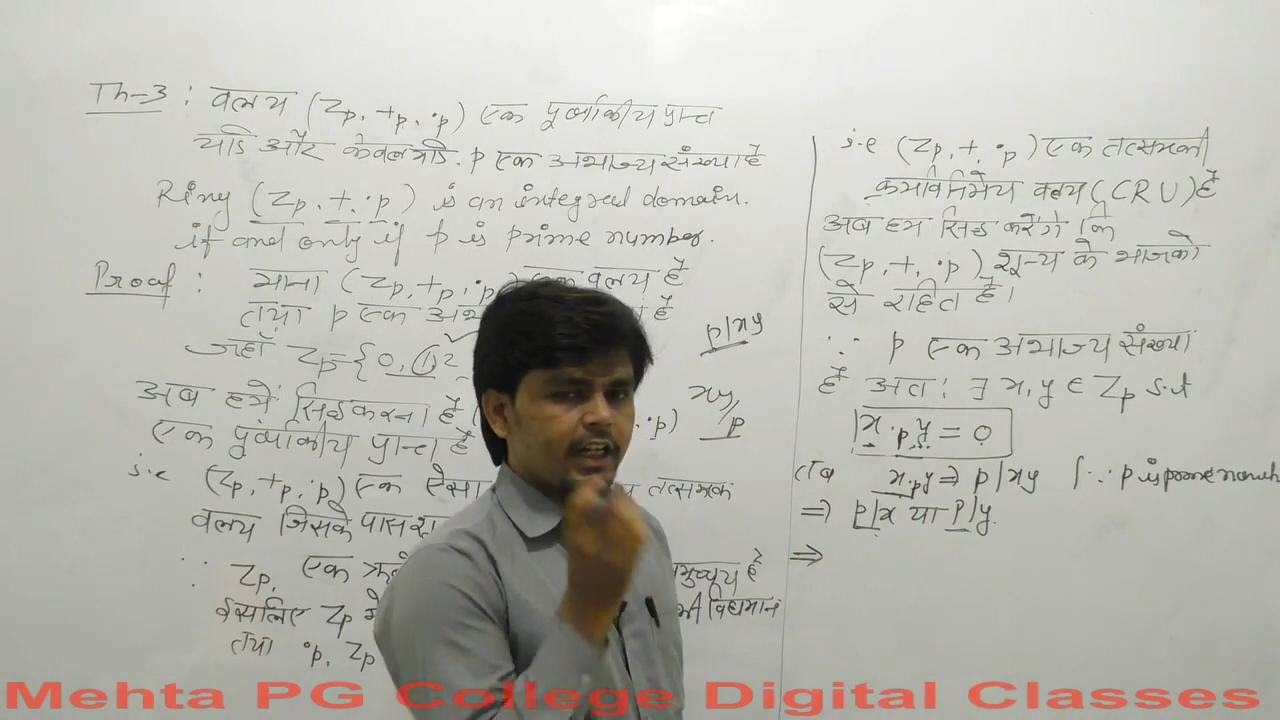 Th-3 : वलय (Zp, +p, ·p) एक पूर्णांकीय प्रान्त
यदि और केवल यदि p एक अभाज्य संख्या है
Ring (Zp, +, ·p) is an integral domain.
if and only if p is prime number.
Proof : माना (Zp, +p, ·p) एक वलय है
तथा p एक है
जहाँ Zp = {0, 1, 2
अब हमें सिद्ध करना है ( ·p)
एक पूर्णांकीय प्रान्त है
i.e (Zp, +p, ·p) एक ऐसा तत्समक
वलय जिसके पास
∵ Zp, एक है
इसलिए Zp विद्यमान
तथा ·p, Zp
p|xy
xy/p
i.e (Zp, +, ·p) एक तत्समकी
क्रमविनिमेय वलय (CRU) है
अब हम सिद्ध करेंगे कि
(Zp, +, ·p) शून्य के भाजको
से रहित है।
∵ p एक अभाज्य संख्या
है अतः ∃ x, y ∈ Zp s.t
x ·p y = 0
तब x ·p y ⇒ p|xy [∵ p is prime numb
⇒ p|x या p|y.
⇒
Mehta PG College Digital Classes